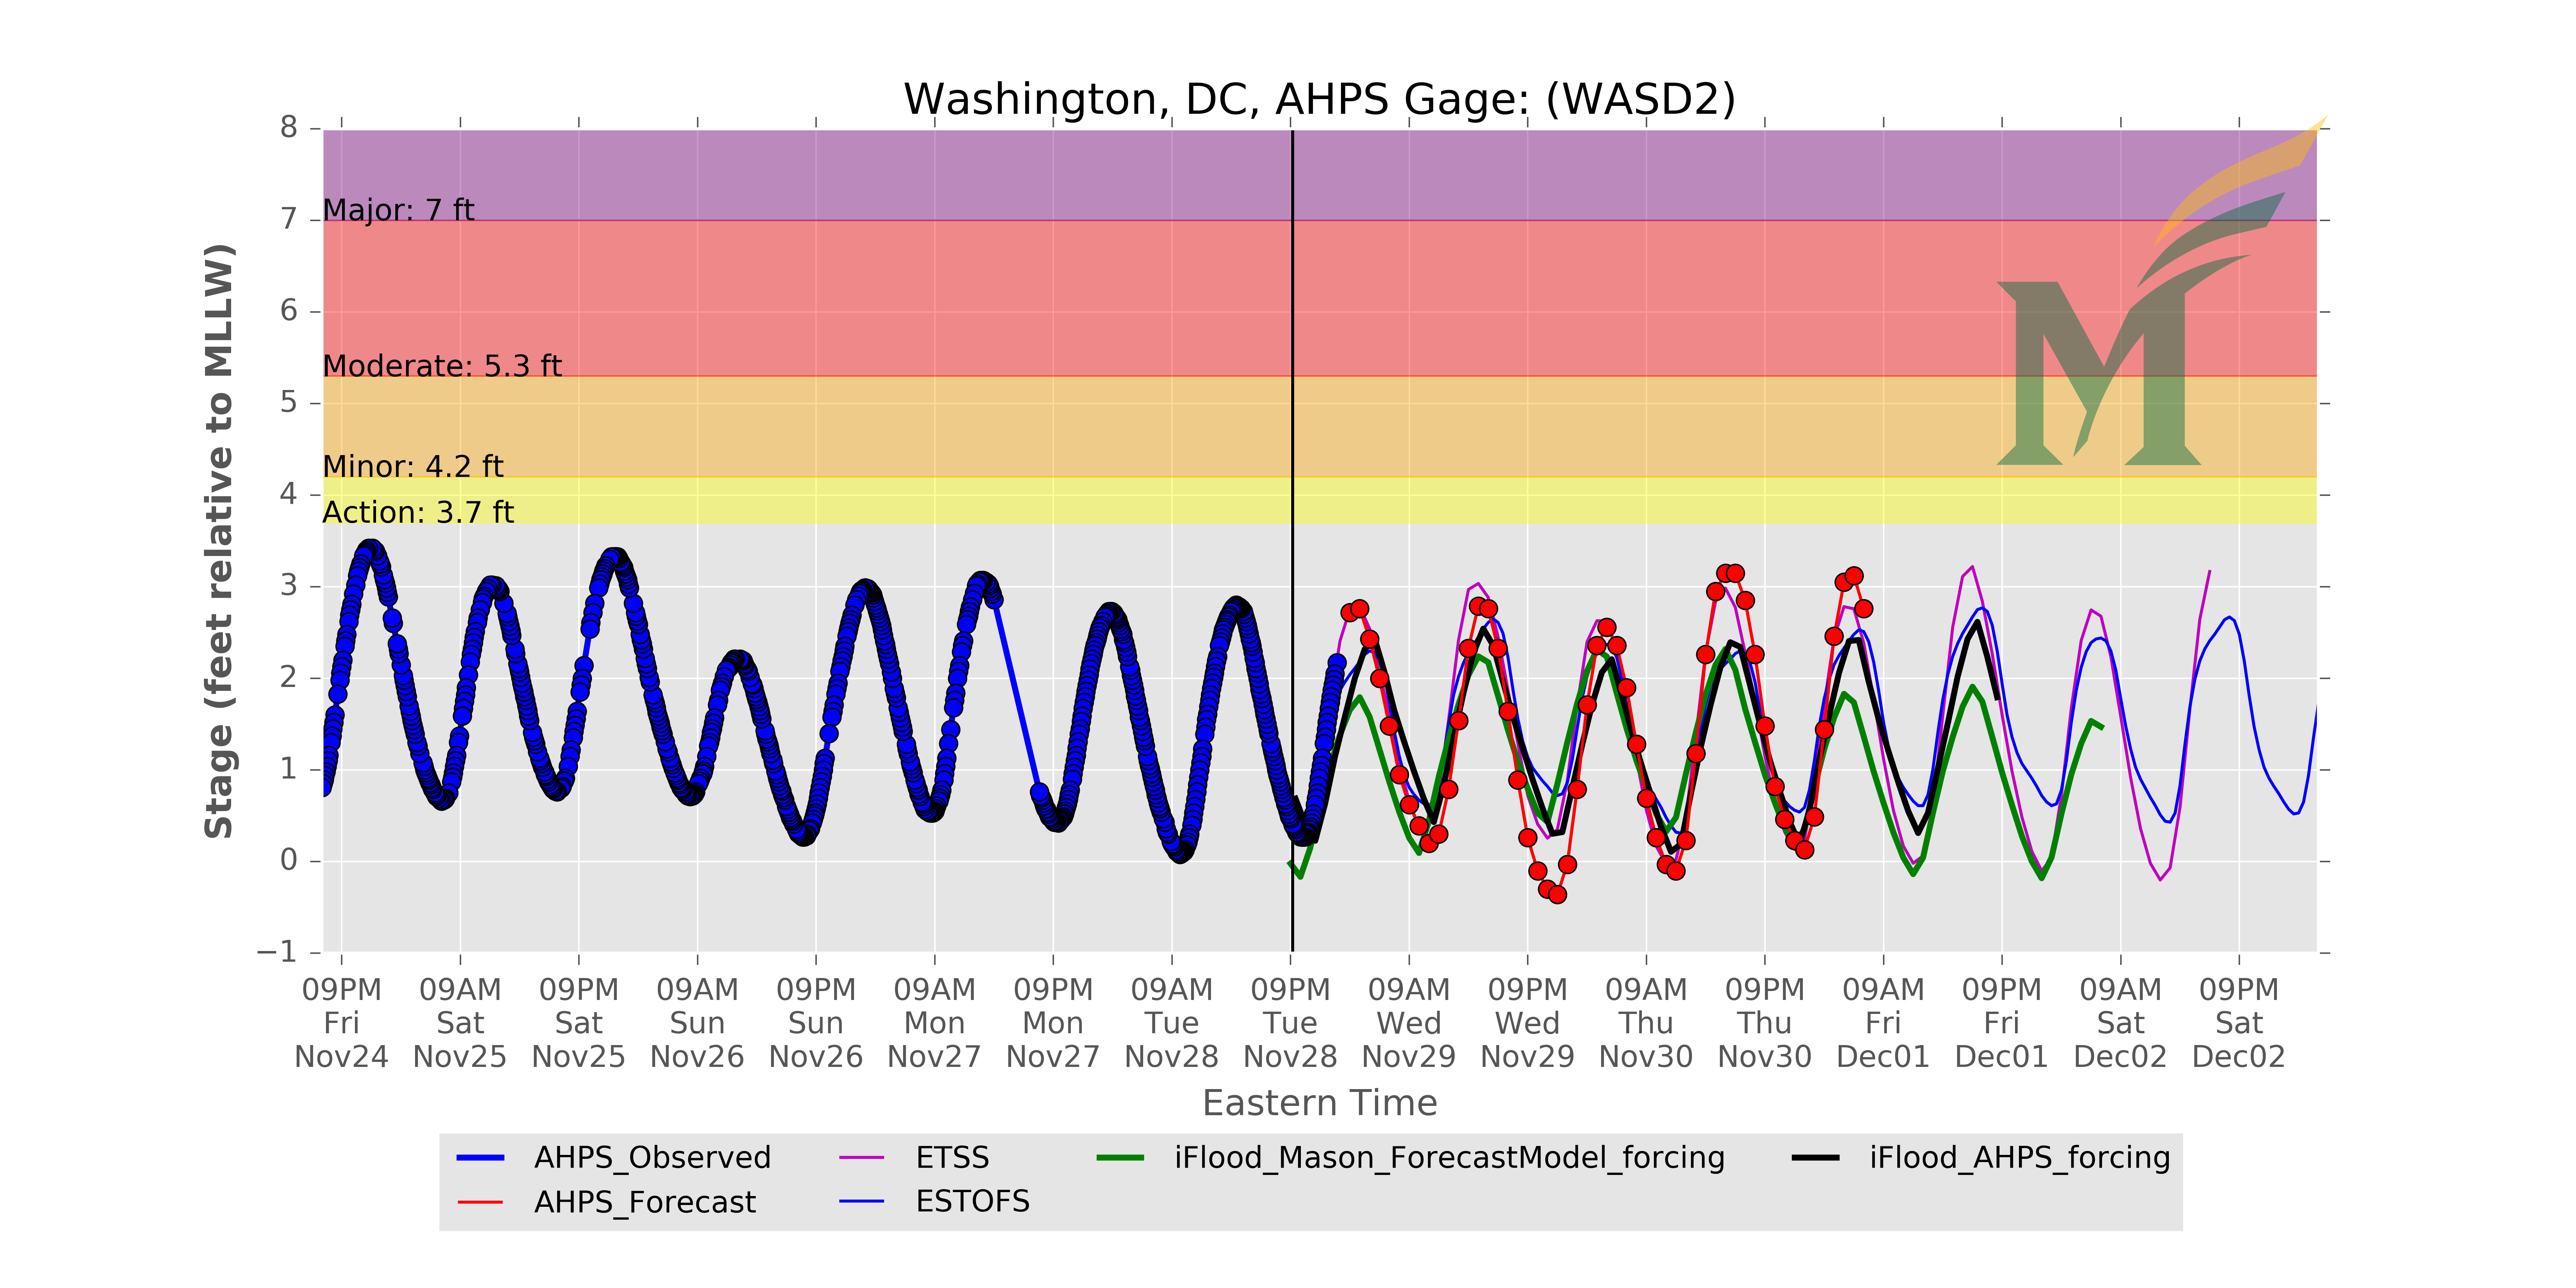 Washington, DC, AHPS Gage: (WASD2)
Stage (feet relative to MLLW)
8
7
6
5
4
3
2
1
0
−1
Major: 7 ft
Moderate: 5.3 ft
Minor: 4.2 ft
Action: 3.7 ft
M
09PM 09AM 09PM 09AM 09PM 09AM 09PM 09AM 09PM 09AM 09PM 09AM 09PM 09AM 09PM 09AM 09PM
Fri Sat Sat Sun Sun Mon Mon Tue Tue Wed Wed Thu Thu Fri Fri Sat Sat
Nov24 Nov25 Nov25 Nov26 Nov26 Nov27 Nov27 Nov28 Nov28 Nov29 Nov29 Nov30 Nov30 Dec01 Dec01 Dec02 Dec02
Eastern Time
AHPS_Observed ETSS iFlood_Mason_ForecastModel_forcing iFlood_AHPS_forcing
AHPS_Forecast ESTOFS